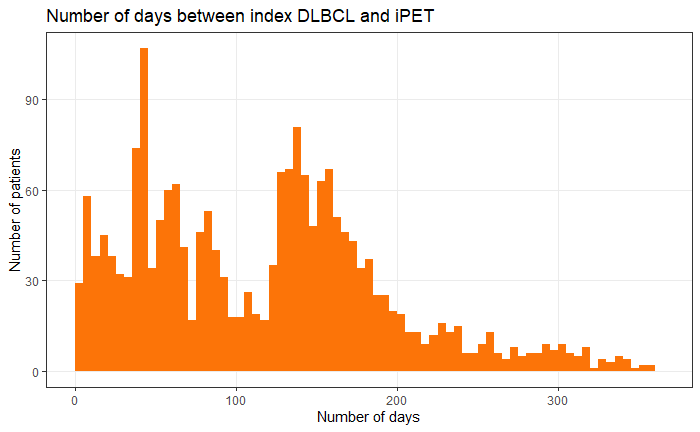 Number of days between index DLBCL and iPET
Number of patients
90
60
30
0
0 100 200 300
Number of days